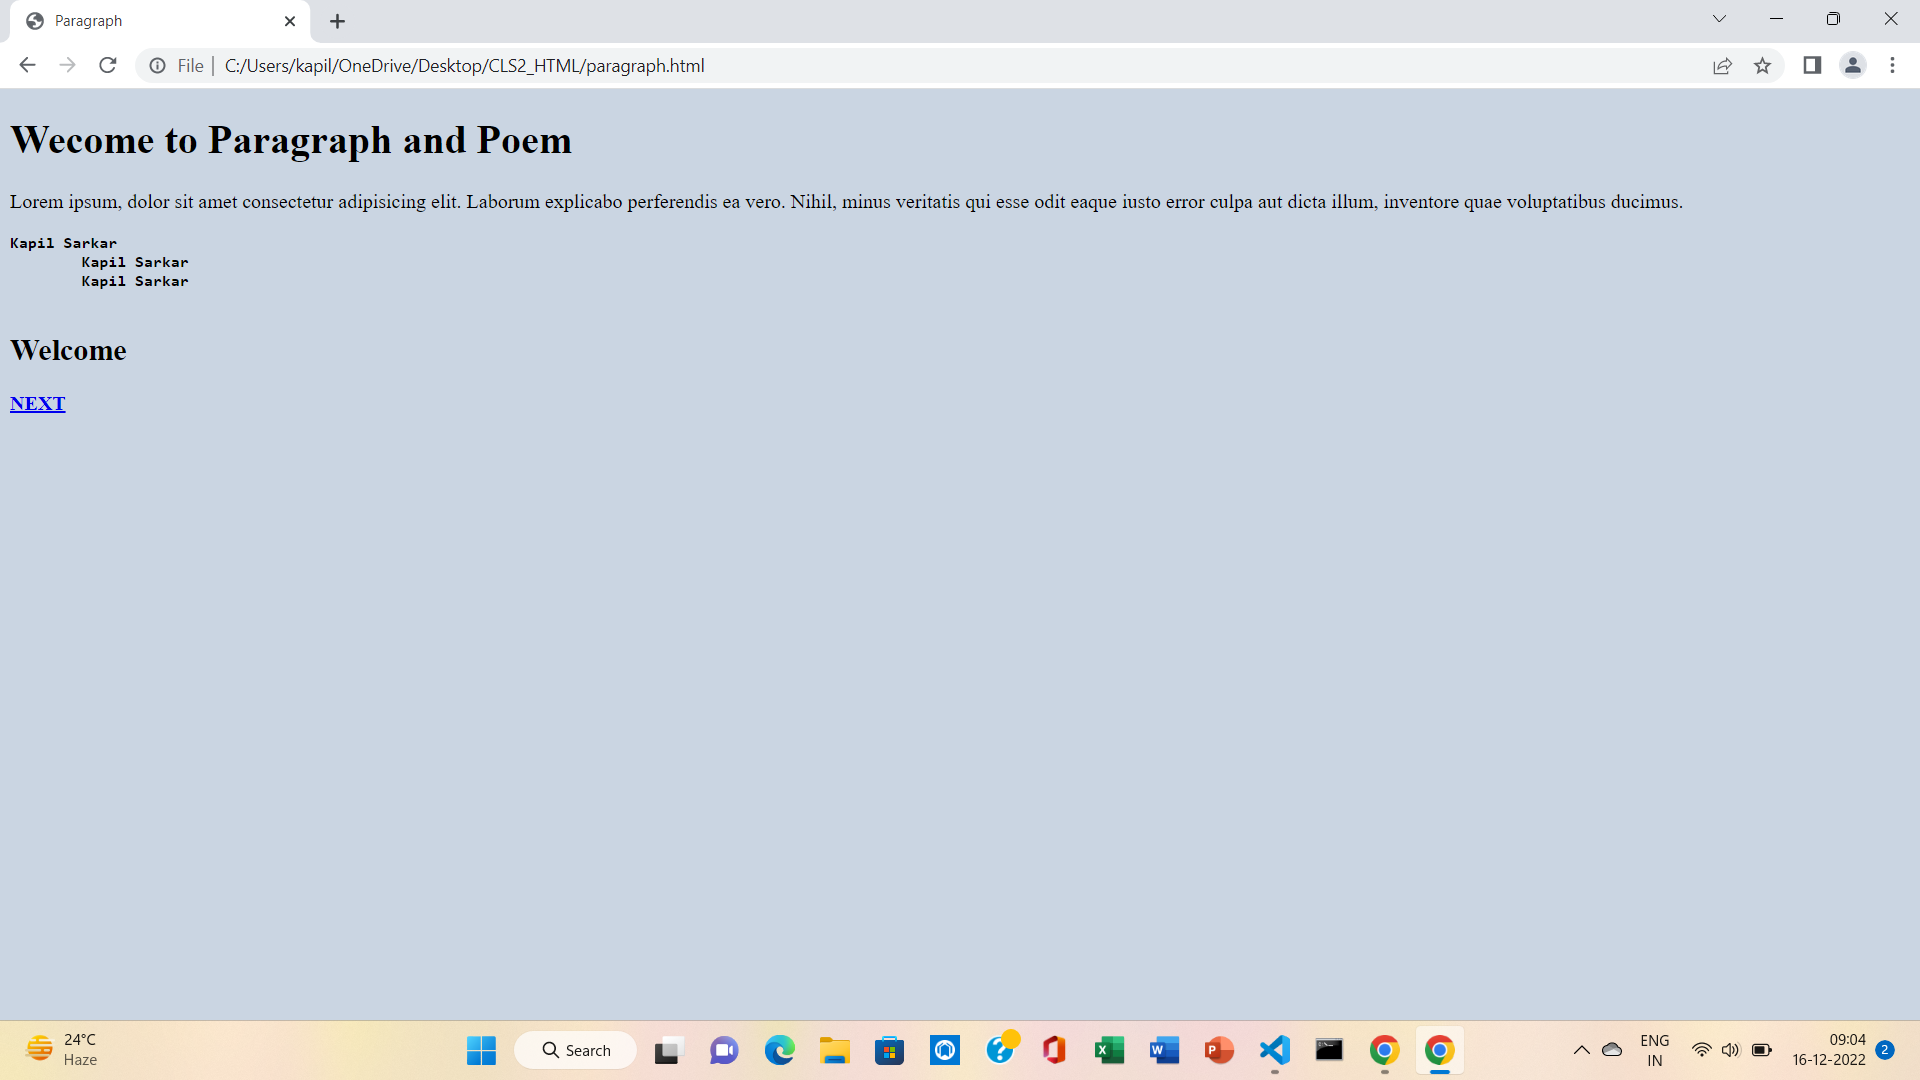 Paragraph
File
C:/Users/kapil/OneDrive/Desktop/CLS2_HTML/paragraph.html
Wecome to Paragraph and Poem
Lorem ipsum, dolor sit amet consectetur adipisicing elit. Laborum explicabo perferendis ea vero. Nihil, minus veritatis qui esse odit eaque iusto error culpa aut dicta illum, inventore quae voluptatibus ducimus.
Kapil Sarkar
Kapil Sarkar
Kapil Sarkar
Welcome
NEXT
24°C
Haze
Search
ENG
IN
09:04
16-12-2022
2